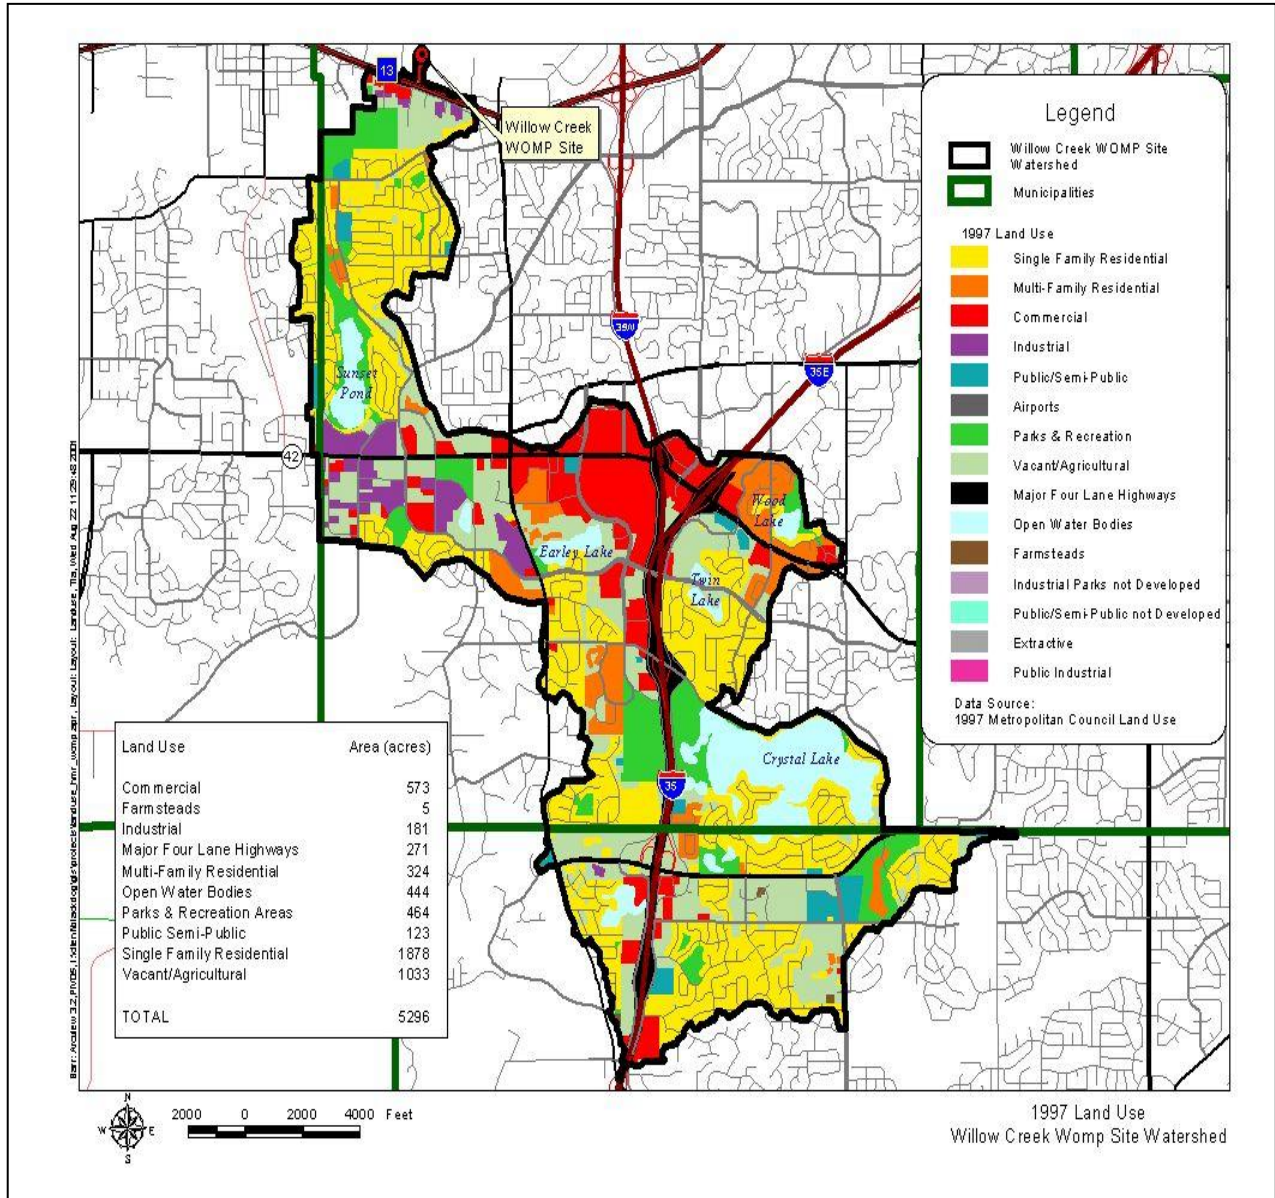 13
Willow Creek
WOMP Site
Legend
Willow Creek WOMP Site
Watershed
Municipalities
1997 Land Use
Single Family Residential
Multi-Family Residential
Commercial
Industrial
Public/Semi-Public
Airports
Parks & Recreation
Vacant/Agricultural
Major Four Lane Highways
Open Water Bodies
Farmsteads
Industrial Parks not Developed
Public/Semi-Public not Developed
Extractive
Public Industrial
Data Source:
1997 Metropolitan Council Land Use
35W
35E
Sunset
Pond
42
Wood
Lake
Earley Lake
Twin
Lake
Crystal Lake
35
Land Use Area (acres)
Commercial 573
Farmsteads 5
Industrial 181
Major Four Lane Highways 271
Multi-Family Residential 324
Open Water Bodies 444
Parks & Recreation Areas 464
Public Semi-Public 123
Single Family Residential 1878
Vacant/Agricultural 1033
TOTAL 5296
N
W E
S
2000 0 2000 4000 Feet
1997 Land Use
Willow Creek Womp Site Watershed